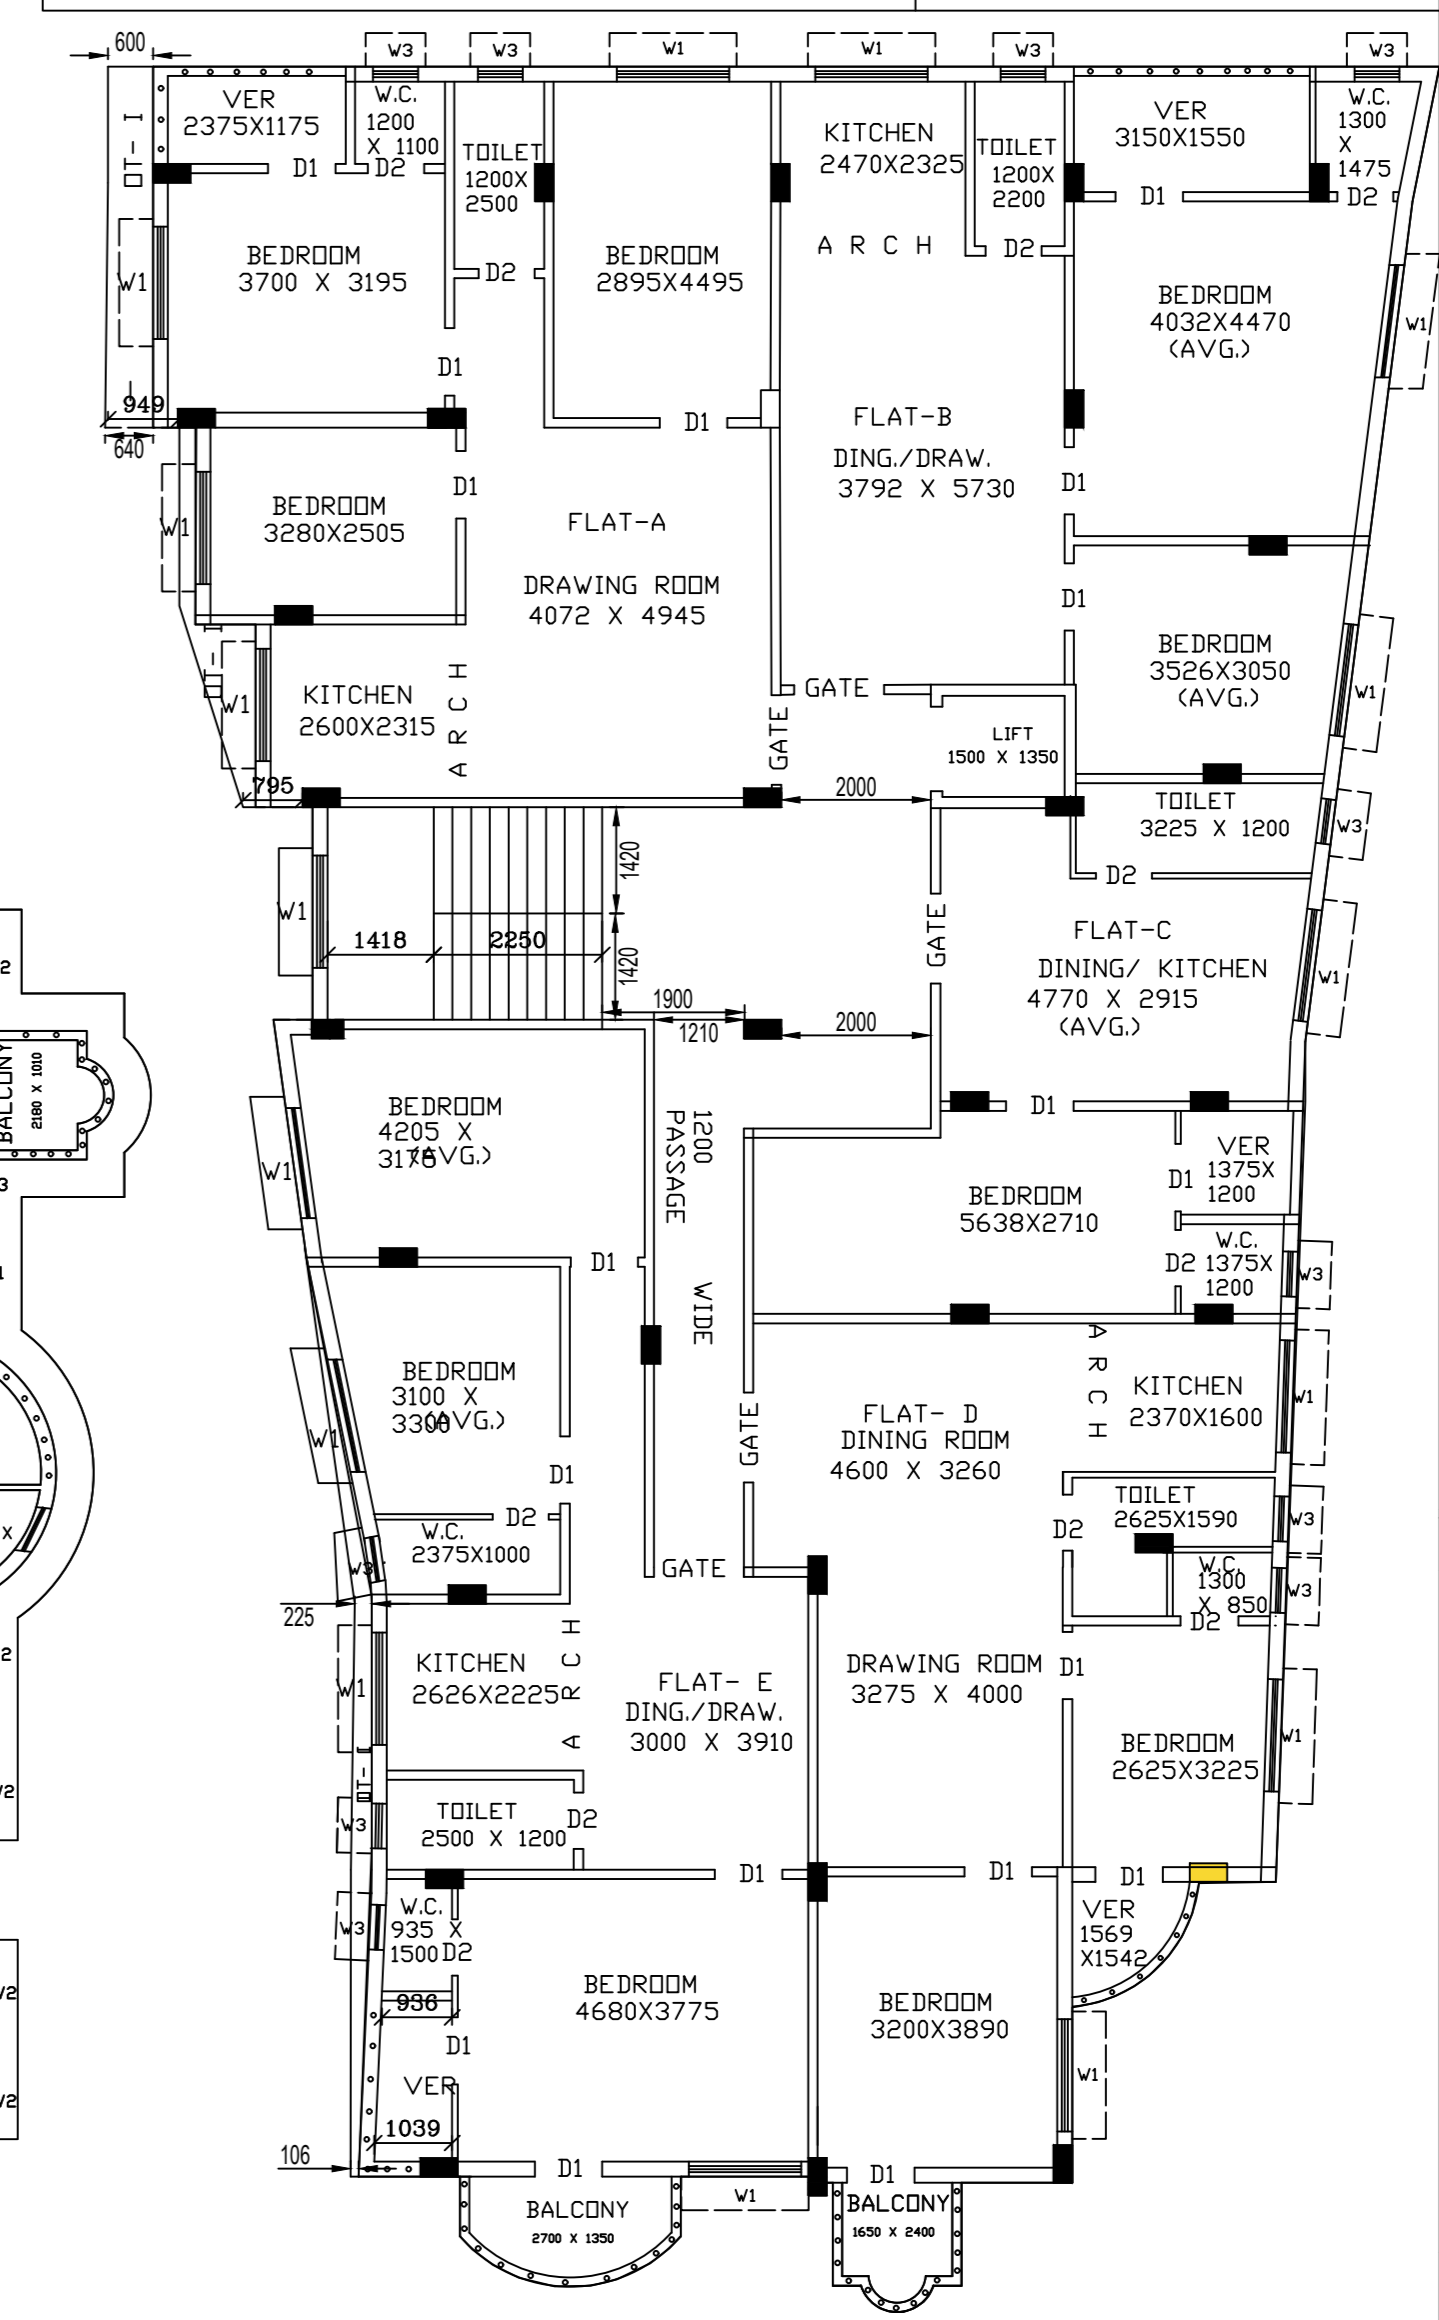 600
W3
W3
W1
W1
W3
W3
OT-I
VER
2375X1175
W.C.
1200
X 1100
D1
D2
TOILET
1200X
2500
D2
KITCHEN
2470X2325
A R C H
TOILET
1200X
2200
D2
VER
3150X1550
W.C.
1300
X
1475
D1
D2
W1
BEDROOM
3700 X 3195
D1
BEDROOM
2895X4495
D1
BEDROOM
4032X4470
(AVG.)
W1
949
640
W1
BEDROOM
3280X2505
D1
FLAT-A
DRAWING ROOM
4072 X 4945
FLAT-B
DING./DRAW.
3792 X 5730
D1
D1
BEDROOM
3526X3050
(AVG.)
W1
W1
KITCHEN
2600X2315
A R C H
GATE
GATE
LIFT
1500 X 1350
795
2000
TOILET
3225 X 1200
W3
D2
W1
1420
1420
1418
2250
GATE
FLAT-C
DINING/ KITCHEN
4770 X 2915
(AVG.)
W1
1900
1210
2000
2
BALCONY
2180 X 1010
3
BEDROOM
4205 X
3175
(AVG.)
W1
1200
PASSAGE
WIDE
D1
D1
VER
1375X
1200
D1
BEDROOM
5638X2710
W.C.
1375X
1200
D2
W3
D1
BEDROOM
3100 X
3300
(AVG.)
W1
D1
GATE
A R C H
KITCHEN
2370X1600
W1
FLAT- D
DINING ROOM
4600 X 3260
X
D2
W.C.
2375X1000
W3
TOILET
2625X1590
D2
W3
GATE
W.C.
1300
X 850
D2
W3
225
2
KITCHEN
2626X2225
W1
A R C H
FLAT- E
DING./DRAW.
3000 X 3910
DRAWING ROOM
3275 X 4000
D1
BEDROOM
2625X3225
W1
TOILET
2500 X 1200
D2
W3
D1
D1
D1
W.C.
935 X
1500
D2
W3
VER
1569
X1542
936
BEDROOM
4680X3775
BEDROOM
3200X3890
D1
VER
W1
1039
106
D1
D1
BALCONY
2700 X 1350
W1
BALCONY
1650 X 2400